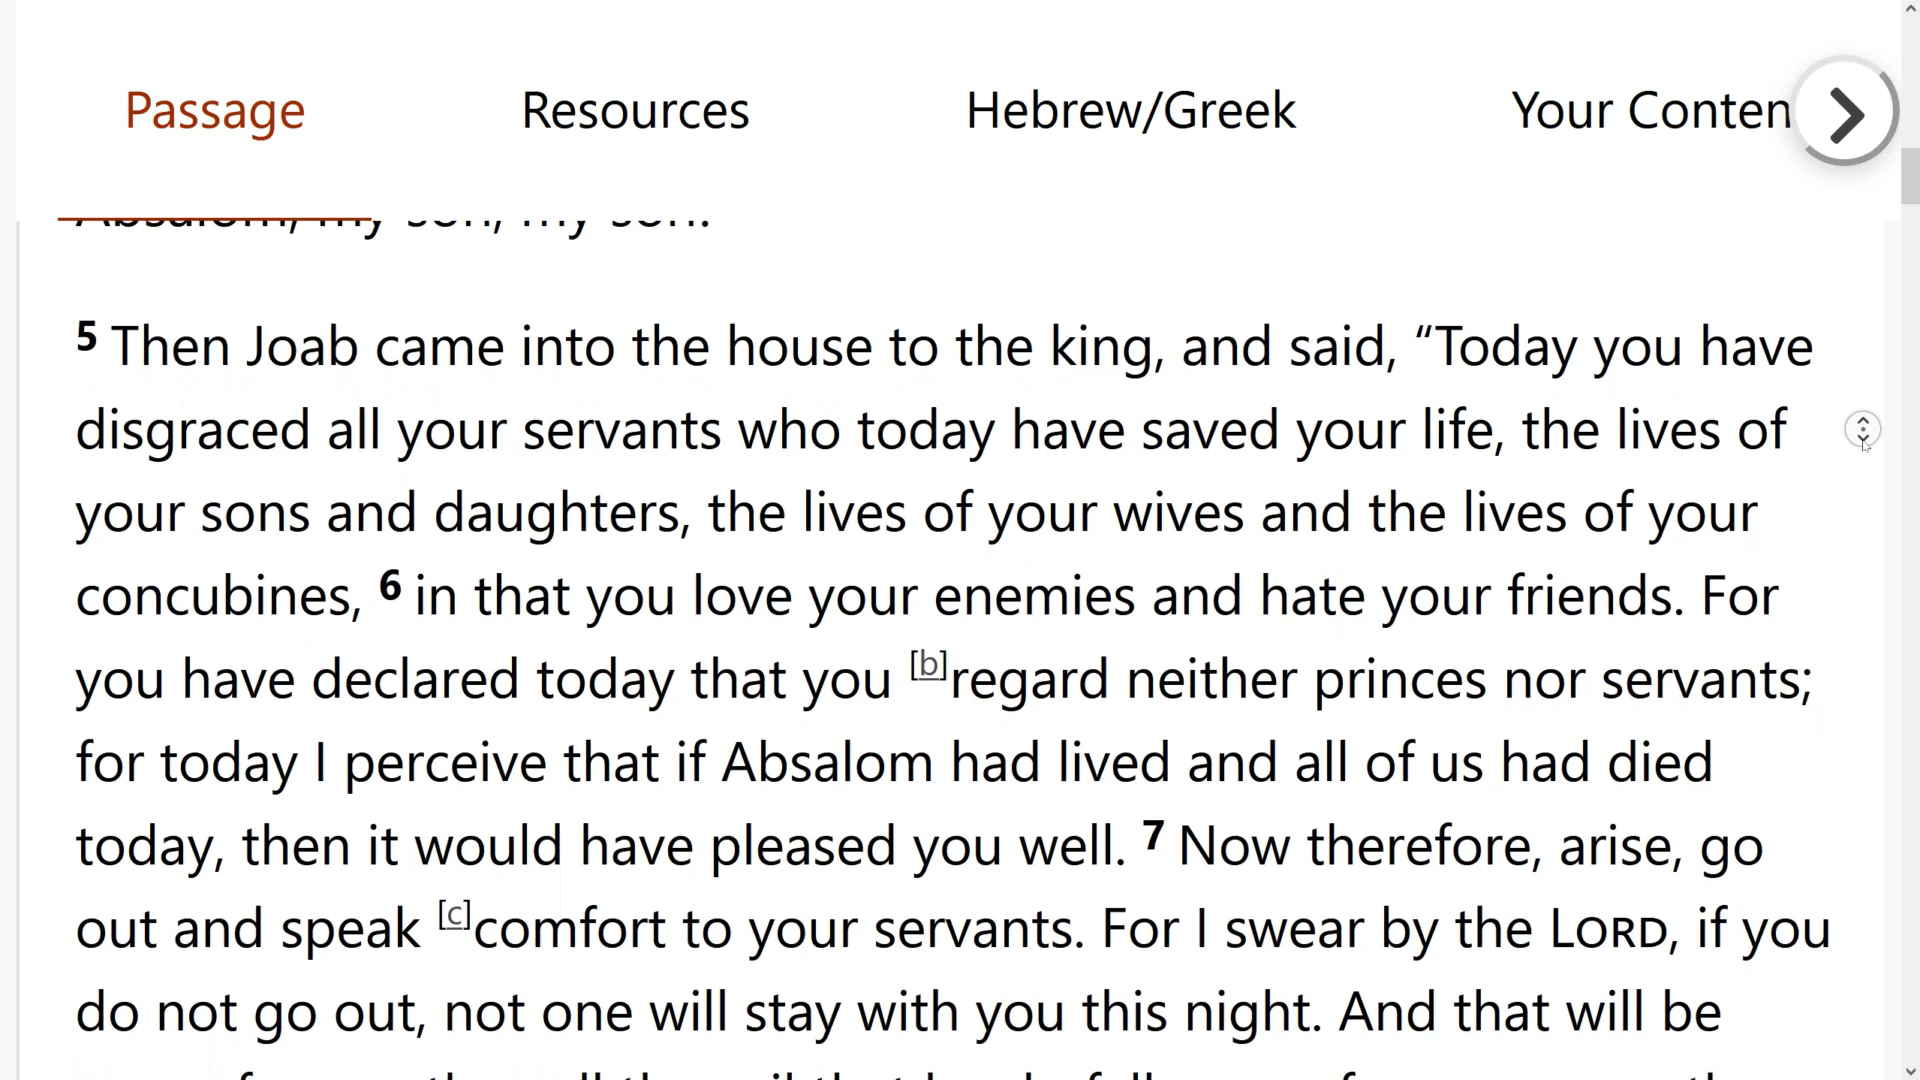 Passage Resources Hebrew/Greek Your Conten
Absalom, my son, my son!
5 Then Joab came into the house to the king, and said, “Today you have
disgraced all your servants who today have saved your life, the lives of
your sons and daughters, the lives of your wives and the lives of your
concubines, 6 in that you love your enemies and hate your friends. For
you have declared today that you [b]regard neither princes nor servants;
for today I perceive that if Absalom had lived and all of us had died
today, then it would have pleased you well. 7 Now therefore, arise, go
out and speak [c]comfort to your servants. For I swear by the LORD, if you
do not go out, not one will stay with you this night. And that will be